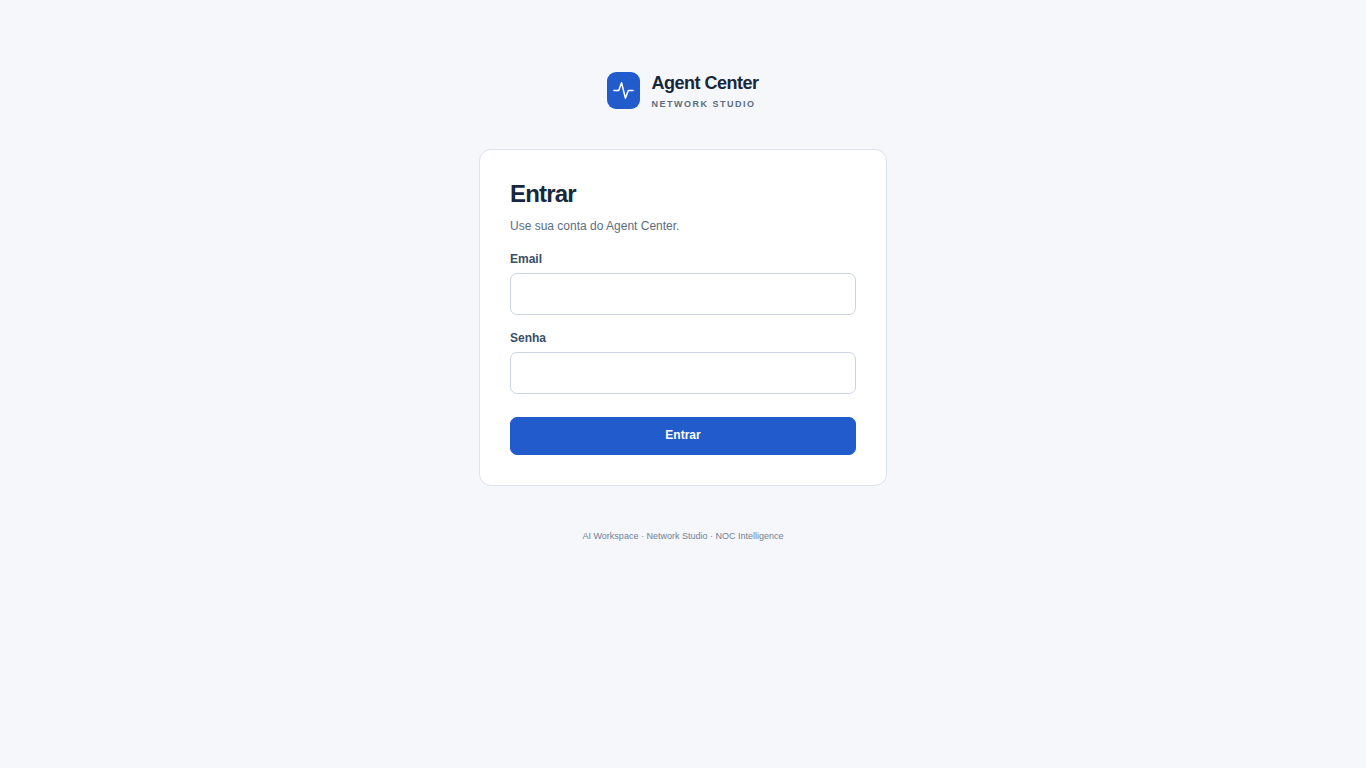 Agent Center
NETWORK STUDIO
Entrar
Use sua conta do Agent Center.
Email
Senha
Entrar
AI Workspace · Network Studio · NOC Intelligence